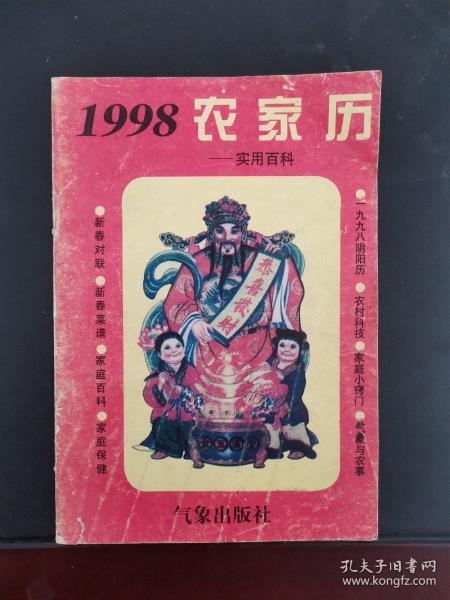 1998 农家历
——实用百科
●新春对联●新春菜谱●家庭百科●家庭保健
●一九九八阴阳历●农村科技●家庭小窍门●气象与农事
恭喜发财
气象出版社
孔夫子旧书网
www.kongfz.com